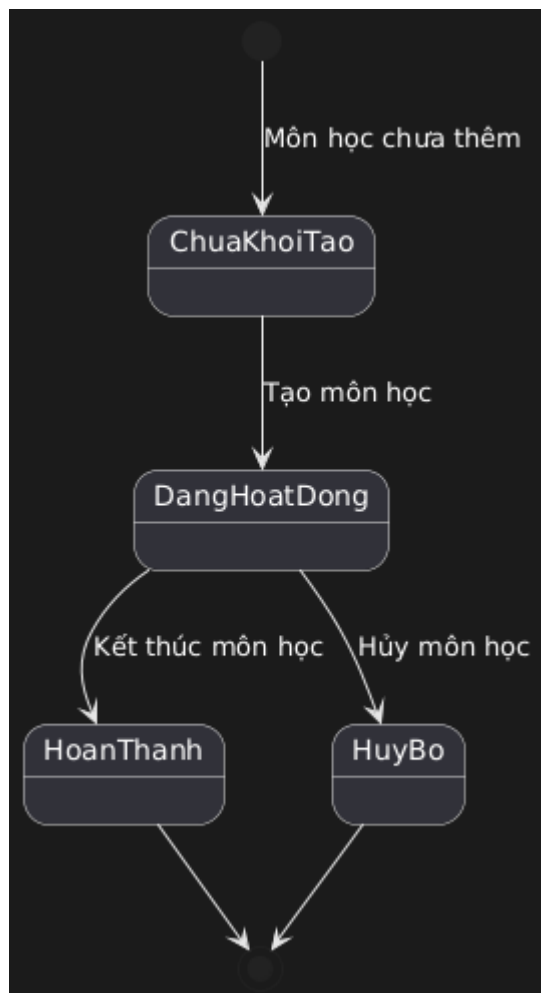 Môn học chưa thêm
ChuaKhoiTao
Tạo môn học
DangHoatDong
Kết thúc môn học
Hủy môn học
HoanThanh
HuyBo